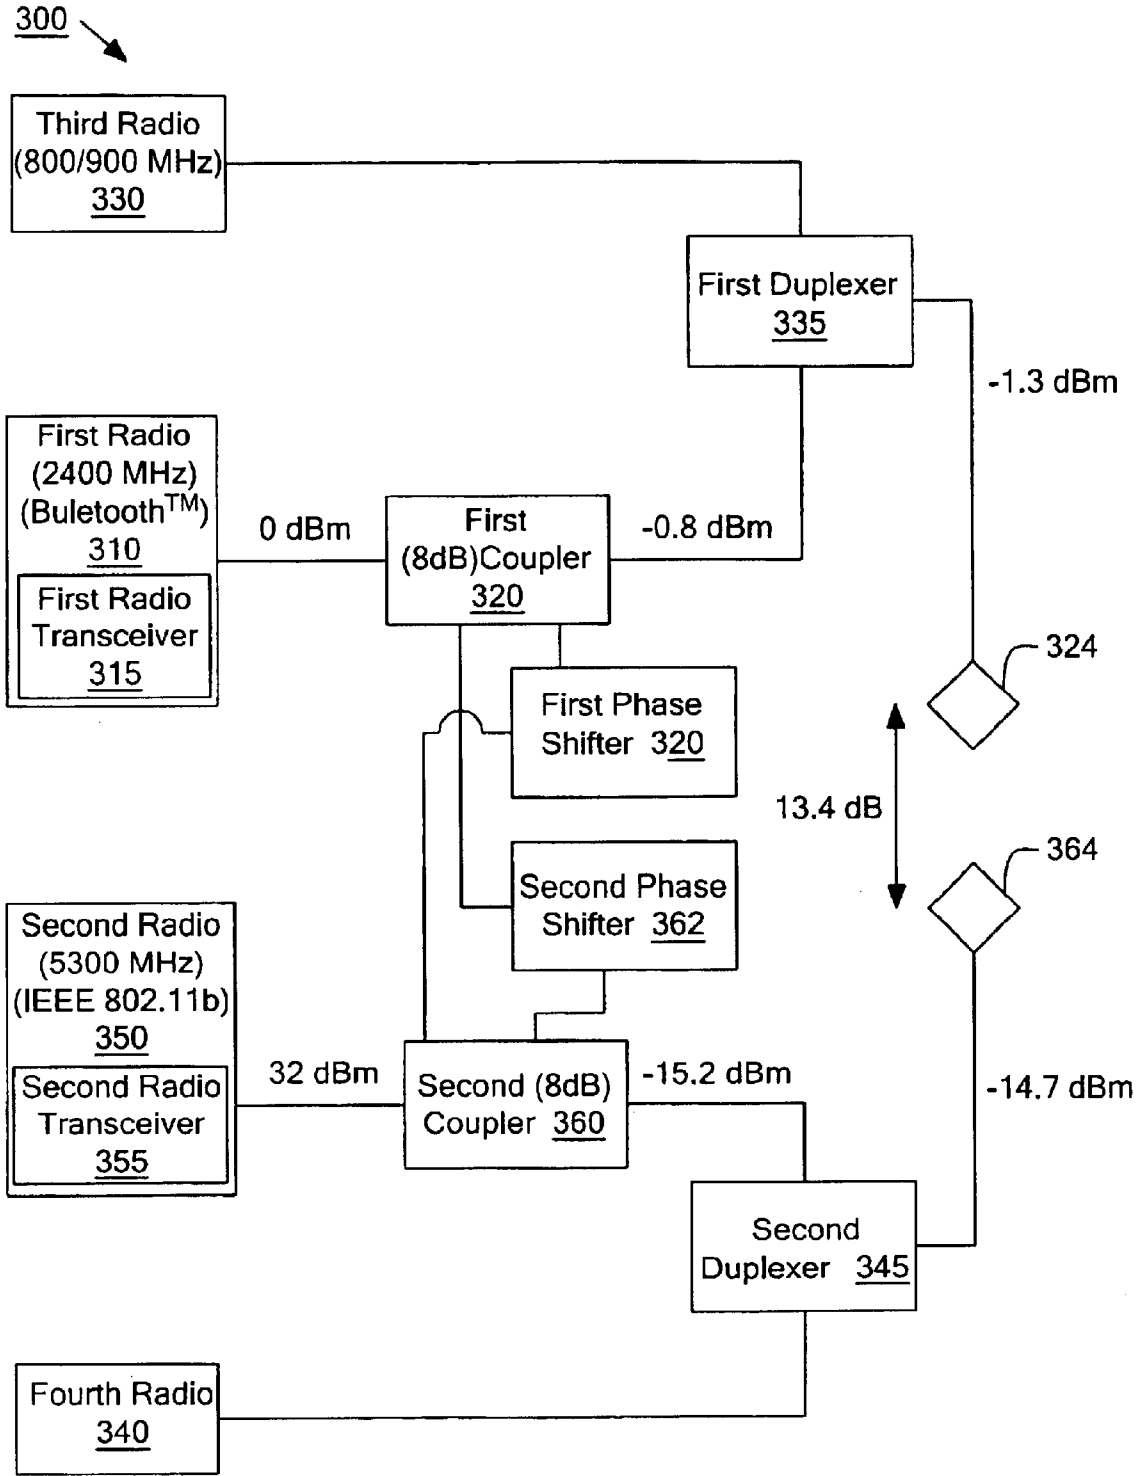 300
Third Radio
(800/900 MHz)
330
First Duplexer
335
-1.3 dBm
First Radio
(2400 MHz)
(Buletooth™)
310
First Radio
Transceiver
315
0 dBm
First
(8dB)Coupler
320
-0.8 dBm
324
First Phase
Shifter 320
13.4 dB
364
Second Phase
Shifter 362
Second Radio
(5300 MHz)
(IEEE 802.11b)
350
Second Radio
Transceiver
355
32 dBm
Second (8dB)
Coupler 360
-15.2 dBm
-14.7 dBm
Second
Duplexer 345
Fourth Radio
340